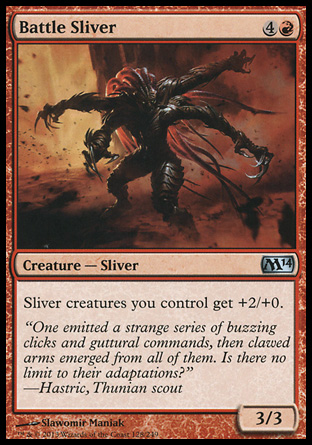 Battle Sliver 4
Creature — Sliver M14
Sliver creatures you control get +2/+0.
“One emitted a strange series of buzzing
clicks and guttural commands, then clawed
arms emerged from all of them. Is there no
limit to their adaptations?”
—Hastric, Thunian scout
Slawomir Maniak
3/3